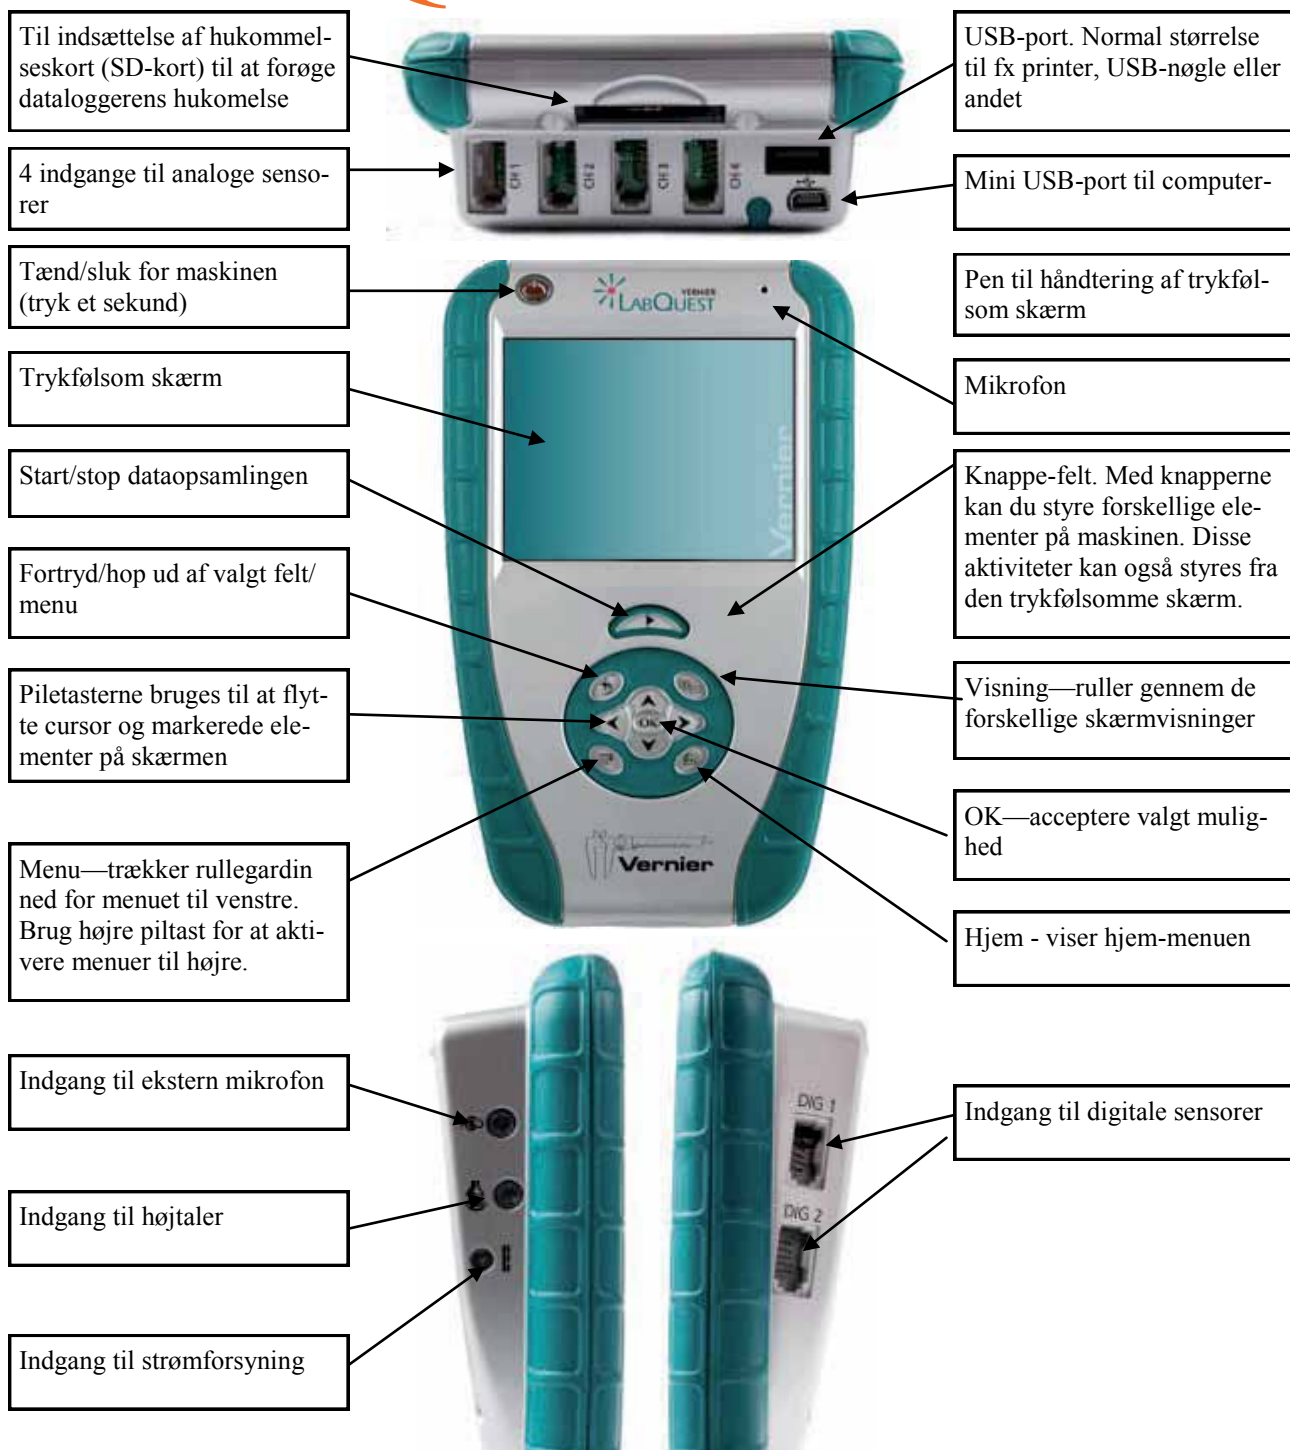 Til indsættelse af hukommel-
seskort (SD-kort) til at forøge
dataloggerens hukomelse
4 indgange til analoge senso-
rer
Tænd/sluk for maskinen
(tryk et sekund)
Trykfølsom skærm
Start/stop dataopsamlingen
Fortryd/hop ud af valgt felt/
menu
Piletasterne bruges til at flyt-
te cursor og markerede ele-
menter på skærmen
Menu—trækker rullegardin
ned for menuet til venstre.
Brug højre piltast for at akti-
vere menuer til højre.
Indgang til ekstern mikrofon
Indgang til højtaler
Indgang til strømforsyning
CH 1
CH 2
CH 3
CH 4
VERNIER
LABQUEST
Vernier
OK
Vernier
DIG 1
DIG 2
USB-port. Normal størrelse
til fx printer, USB-nøgle eller
andet
Mini USB-port til computer-
Pen til håndtering af trykføl-
som skærm
Mikrofon
Knappe-felt. Med knapperne
kan du styre forskellige ele-
menter på maskinen. Disse
aktiviteter kan også styres fra
den trykfølsomme skærm.
Visning—ruller gennem de
forskellige skærmvisninger
OK—acceptere valgt mulig-
hed
Hjem - viser hjem-menuen
Indgang til digitale sensorer